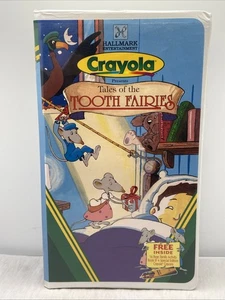 HALLMARK
ENTERTAINMENT
Crayola
Presents
Tales of the
TOOTH FAIRIES
FREE
INSIDE